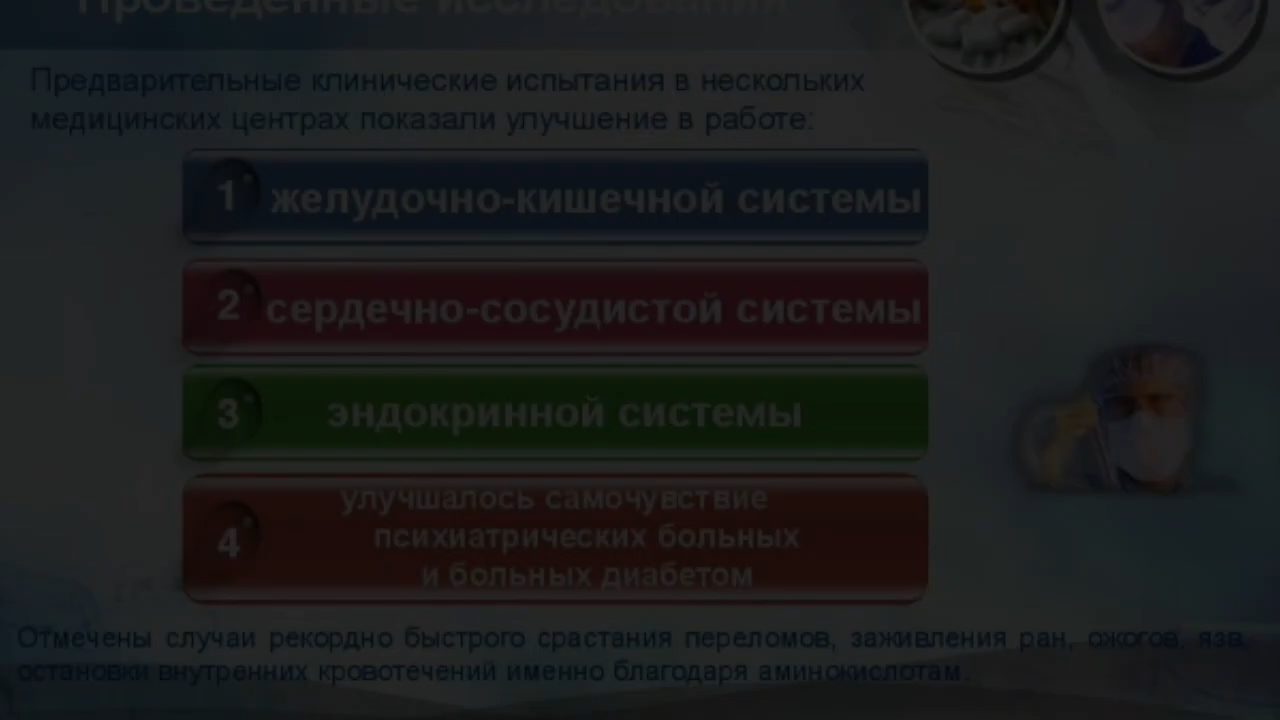 Проведенные исследования
Предварительные клинические испытания в нескольких
медицинских центрах показали улучшение в работе:
1 желудочно-кишечной системы
2 сердечно-сосудистой системы
3 эндокринной системы
улучшалось самочувствие
4 психиатрических больных
и больных диабетом
Отмечены случаи рекордно быстрого срастания переломов, заживления ран, ожогов, язв,
остановки внутренних кровотечений именно благодаря аминокислотам.